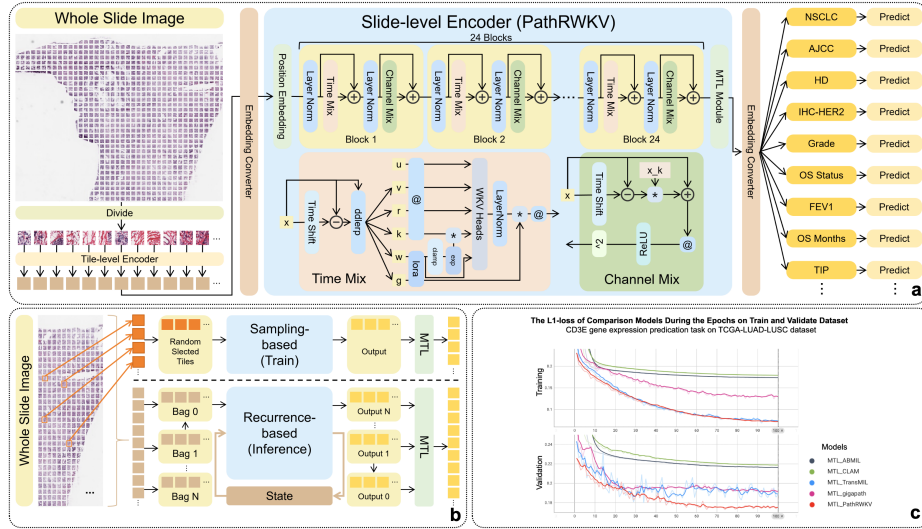 Whole Slide Image
Divide
...
Tile-level Encoder
...
Embedding Converter
Slide-level Encoder (PathRWKV)
24 Blocks
Position Embedding
Layer Norm
Time Mix
Layer Norm
Channel Mix
Block 1
Layer Norm
Time Mix
Layer Norm
Channel Mix
Block 2
......
Layer Norm
Time Mix
Layer Norm
Channel Mix
Block 24
MTL Module
Embedding Converter
x
Time Shift
ddlerp
u
v
r
k
w
g
@
lora
clamp
exp
*
WKV Heads
LayerNorm
*
@
Time Mix
x
Time Shift
x_k
*
@
ReLU
^2
Channel Mix
NSCLC
Predict
AJCC
Predict
HD
Predict
IHC-HER2
Predict
Grade
Predict
OS Status
Predict
FEV1
Predict
OS Months
Predict
TIP
Predict
a
Whole Slide Image
...
Random
Slected
Tiles
Sampling-
based
(Train)
Output
MTL
Bag 0
Bag 1
Bag N
Recurrence-
based
(Inference)
State
Output N
Output 1
Output 0
MTL
b
The L1-loss of Comparison Models During the Epochs on Train and Validate Dataset
CD3E gene expression predication task on TCGA-LUAD-LUSC dataset
Training
Validation
Models
MTL_ABMIL
MTL_CLAM
MTL_TransMIL
MTL_gigapath
MTL_PathRWKV
c